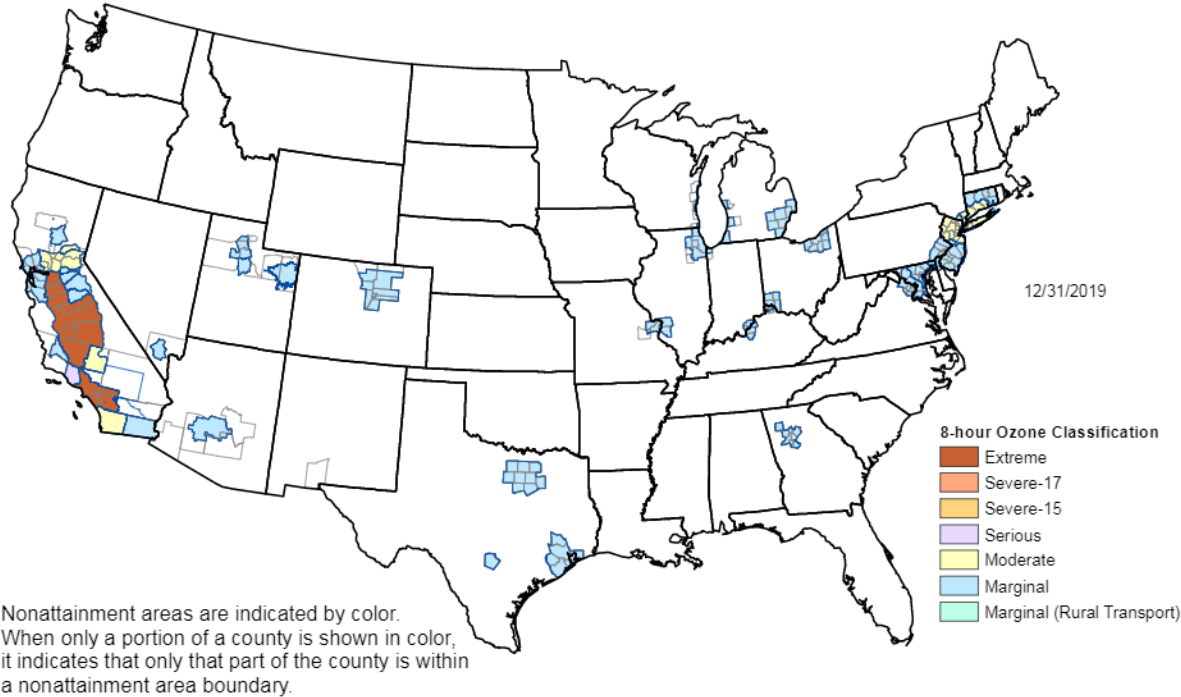 12/31/2019
8-hour Ozone Classification
Extreme
Severe-17
Severe-15
Serious
Moderate
Marginal
Marginal (Rural Transport)
Nonattainment areas are indicated by color.
When only a portion of a county is shown in color,
it indicates that only that part of the county is within
a nonattainment area boundary.